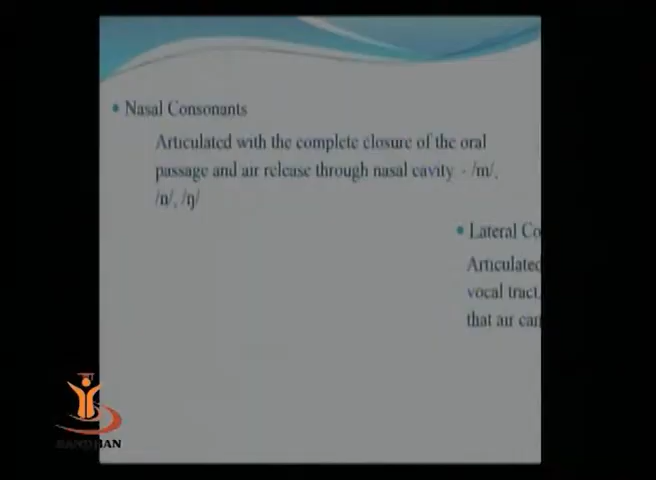 • Nasal Consonants
Articulated with the complete closure of the oral
passage and air release through nasal cavity - /m/,
/n/, /ŋ/
• Lateral Co
Articulated
vocal tract,
that air can